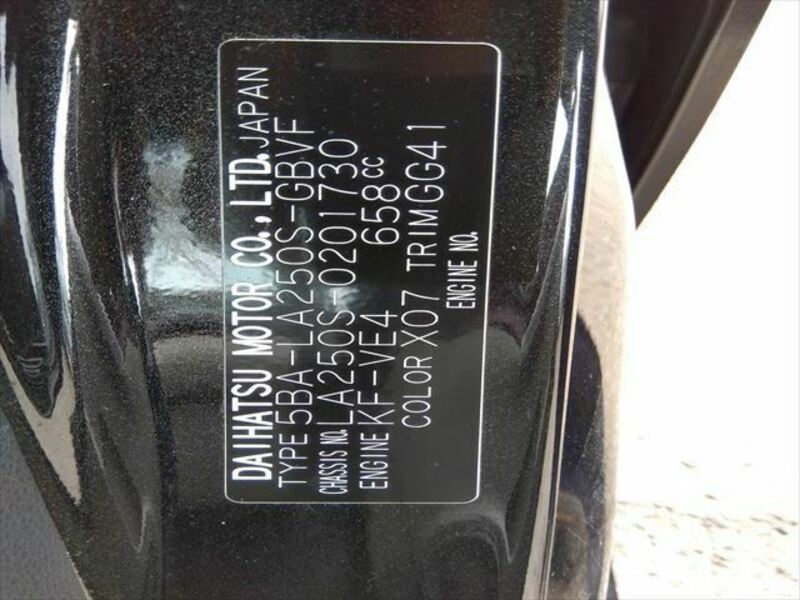 DAIHATSU MOTOR CO., LTD. JAPAN
TYPE 5BA-LA250S-GBVF
CHASSIS NO. LA250S-0201730
ENGINE KF-VE4 658cc
COLOR X07 TRIM GG41
ENGINE NO.